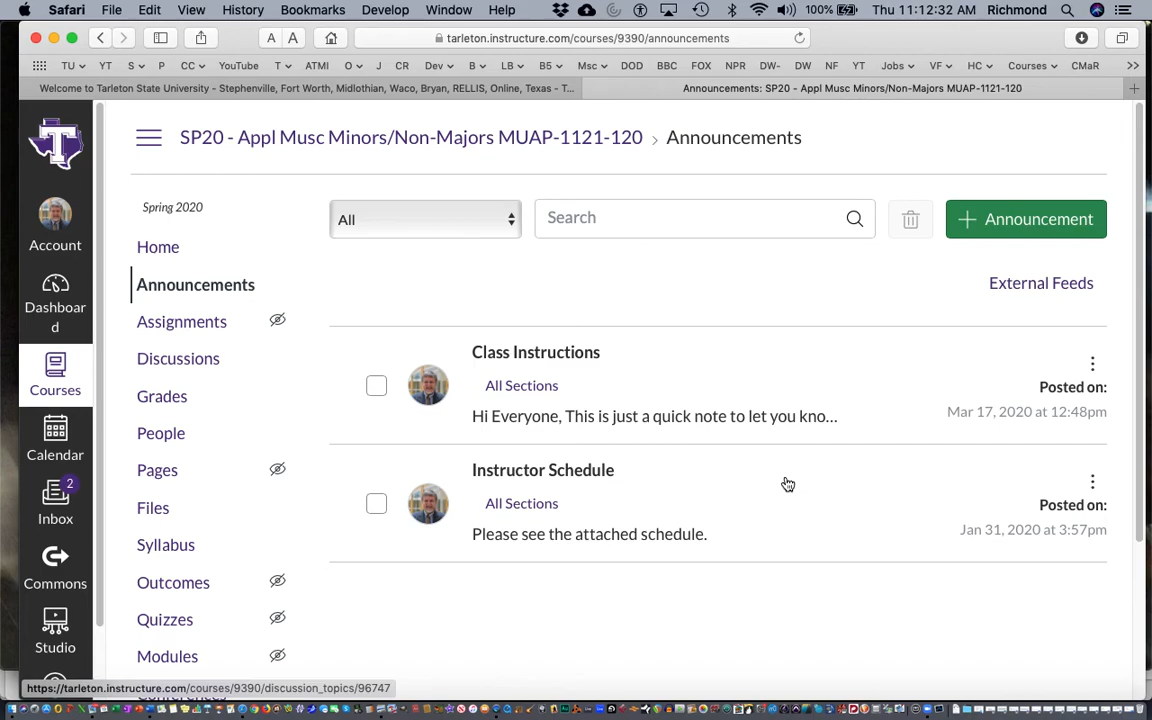 Safari File Edit View History Bookmarks Develop Window Help 100% Thu 11:12:32 AM Richmond
A A tarleton.instructure.com/courses/9390/announcements
TU YT S P CC YouTube T ATMI O J CR Dev B LB B5 Msc DOD BBC FOX NPR DW- DW NF YT Jobs VF HC Courses CMaR >>
Welcome to Tarleton State University - Stephenville, Fort Worth, Midlothian, Waco, Bryan, RELLIS, Online, Texas - T... Announcements: SP20 - Appl Musc Minors/Non-Majors MUAP-1121-120
SP20 - Appl Musc Minors/Non-Majors MUAP-1121-120 › Announcements
T
Account
Dashboar
d
Courses
Calendar
2
Inbox
Commons
Studio
Spring 2020
Home
Announcements
Assignments
Discussions
Grades
People
Pages
Files
Syllabus
Outcomes
Quizzes
Modules
Conferences
All Search + Announcement
External Feeds
Class Instructions
All Sections
Hi Everyone, This is just a quick note to let you kno...
Posted on:
Mar 17, 2020 at 12:48pm
Instructor Schedule
All Sections
Please see the attached schedule.
Posted on:
Jan 31, 2020 at 3:57pm
https://tarleton.instructure.com/courses/9390/discussion_topics/96747